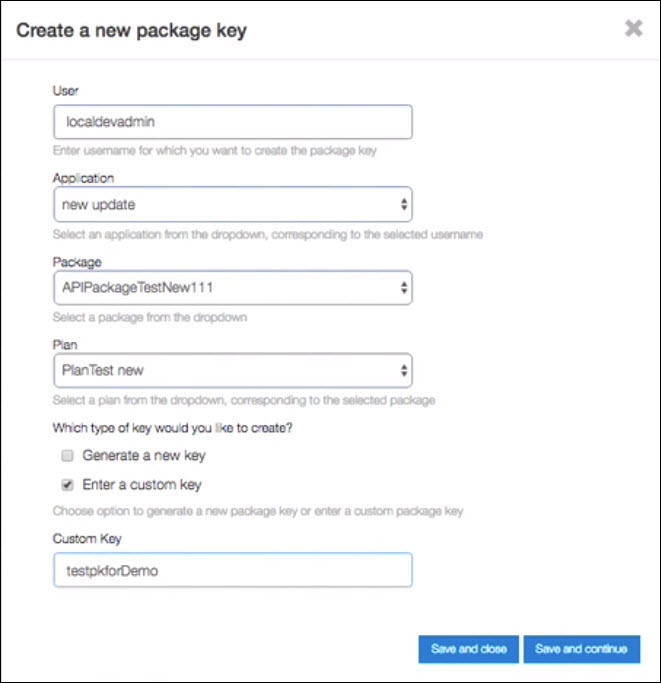 Create a new package key
User
localdevadmin
Enter username for which you want to create the package key
Application
new update
Select an application from the dropdown, corresponding to the selected username
Package
APIPackageTestNew111
Select a package from the dropdown
Plan
PlanTest new
Select a plan from the dropdown, corresponding to the selected package
Which type of key would you like to create?
Generate a new key
Enter a custom key
Choose option to generate a new package key or enter a custom package key
Custom Key
testpkforDemo
Save and close Save and continue